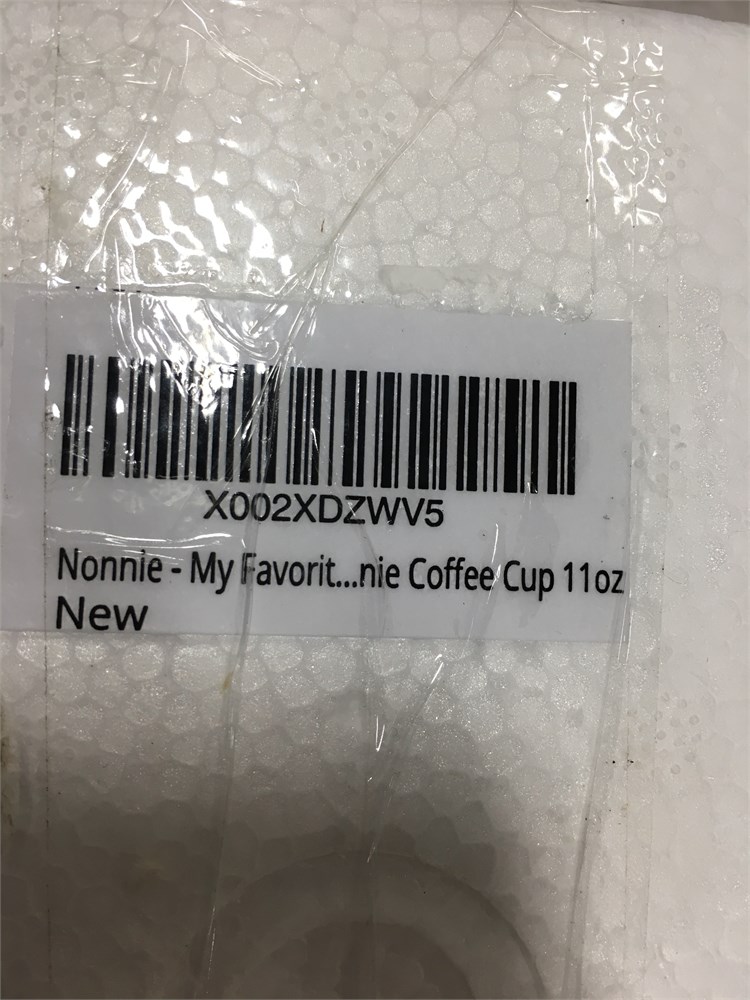 X002XDZWV5
Nonnie - My Favorit...nie Coffee Cup 11oz
New